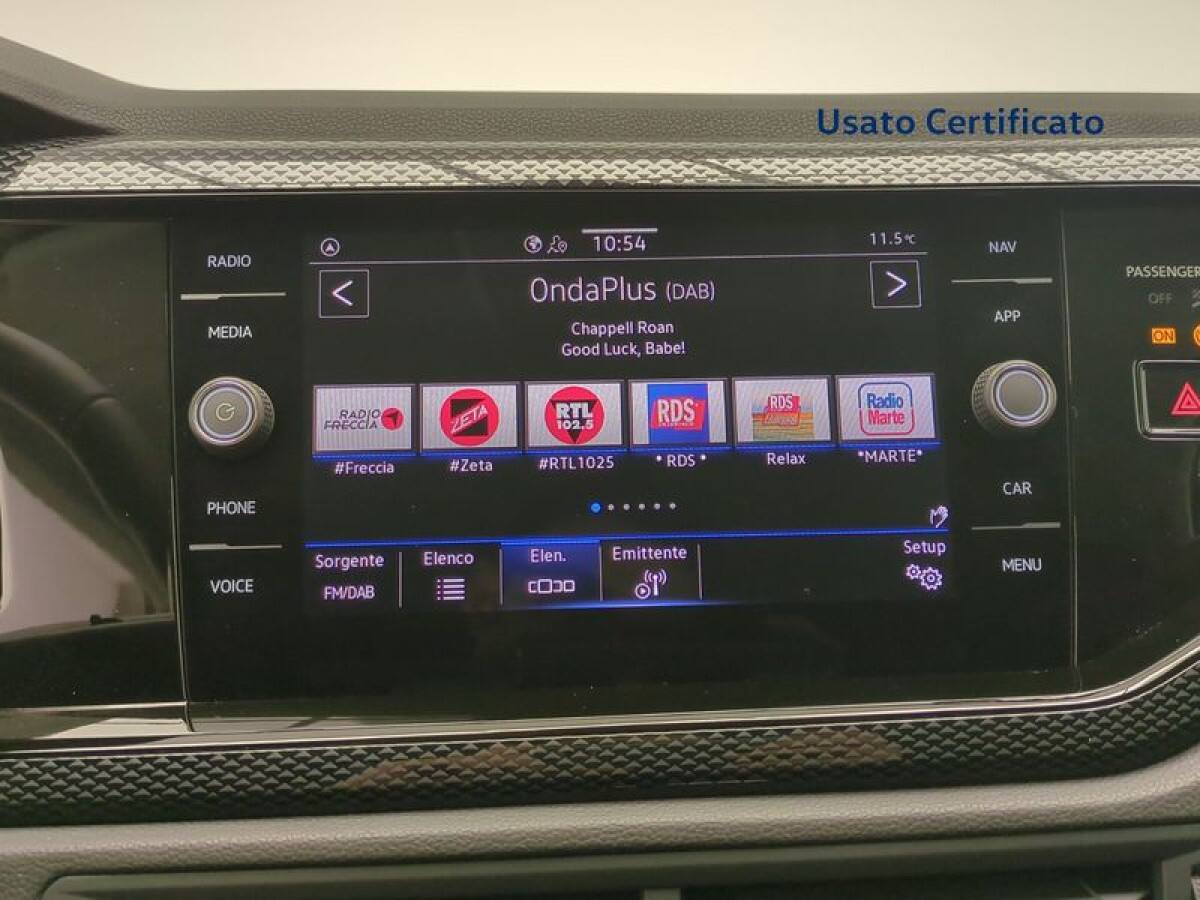 Usato Certificato
RADIO
MEDIA
PHONE
VOICE
10:54
11.5°C
<
OndaPlus (DAB)
>
Chappell Roan
Good Luck, Babe!
RADIO
FRECCIA
ZETA
RTL
102.5
RDS
RDS
Radio
Marte
#Freccia
#Zeta
#RTL1025
* RDS *
Relax
*MARTE*
Sorgente
FM/DAB
Elenco
Elen.
Emittente
Setup
NAV
APP
CAR
MENU
PASSENGER
OFF
ON